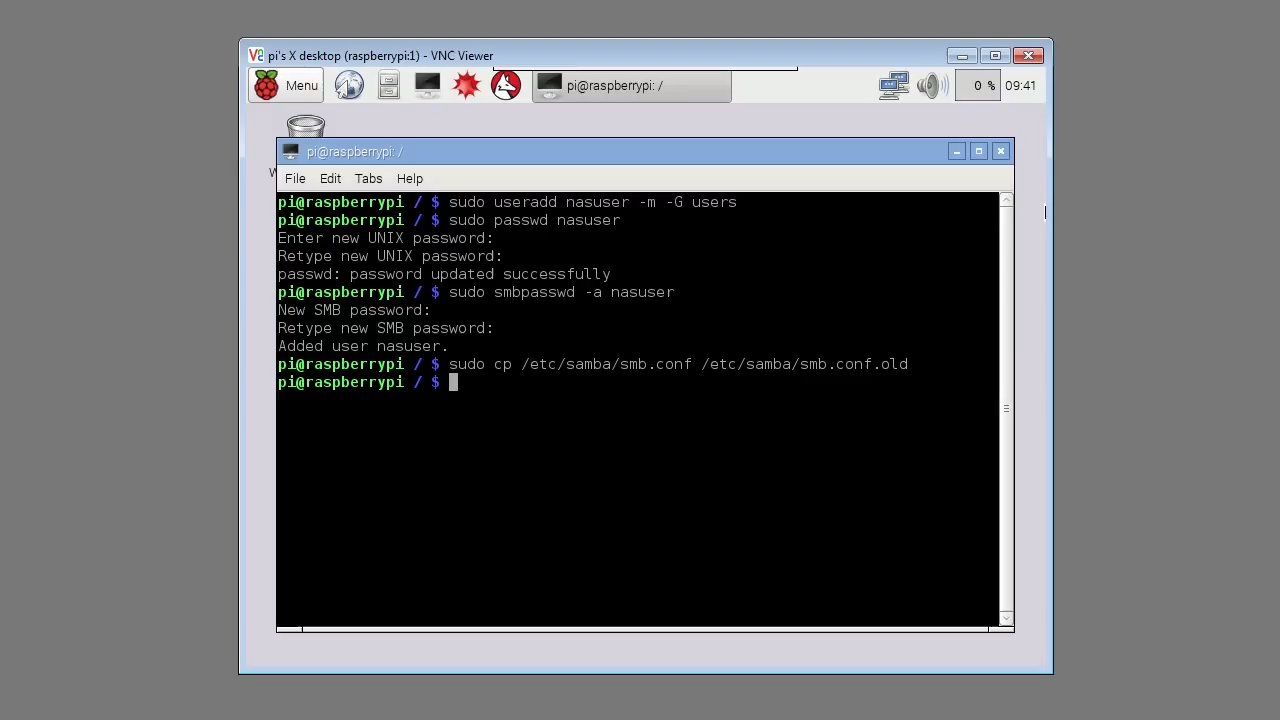 pi's X desktop (raspberrypi:1) - VNC Viewer
Menu
pi@raspberrypi: /
0 %
09:41
pi@raspberrypi: /
File Edit Tabs Help
pi@raspberrypi / $ sudo useradd nasuser -m -G users
pi@raspberrypi / $ sudo passwd nasuser
Enter new UNIX password:
Retype new UNIX password:
passwd: password updated successfully
pi@raspberrypi / $ sudo smbpasswd -a nasuser
New SMB password:
Retype new SMB password:
Added user nasuser.
pi@raspberrypi / $ sudo cp /etc/samba/smb.conf /etc/samba/smb.conf.old
pi@raspberrypi / $